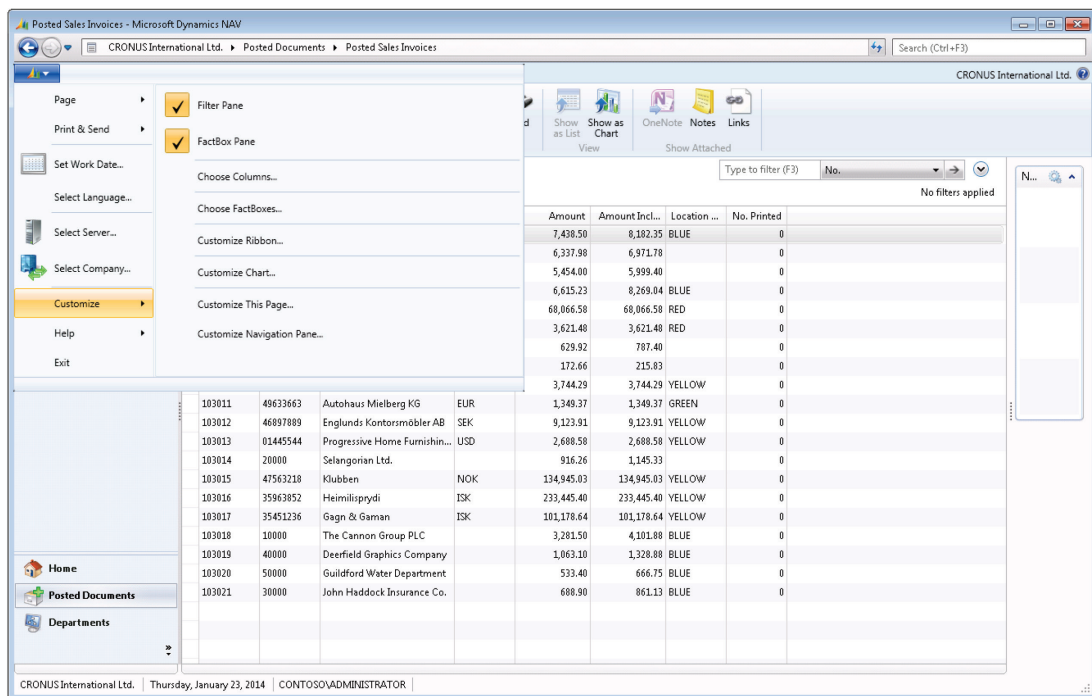 Posted Sales Invoices - Microsoft Dynamics NAV
CRONUS International Ltd. Posted Documents Posted Sales Invoices
Search (Ctrl+F3)
CRONUS International Ltd.
Page
Print & Send
Set Work Date...
Select Language...
Select Server...
Select Company...
Customize
Help
Exit
Filter Pane
FactBox Pane
Choose Columns...
Choose FactBoxes...
Customize Ribbon...
Customize Chart...
Customize This Page...
Customize Navigation Pane...
d
Show as List
Show as Chart
View
OneNote Notes Links
Show Attached
Type to filter (F3) No.
No filters applied
N...
Amount Amount Incl... Location ... No. Printed
7,438.50 8,182.35 BLUE 0
6,337.98 6,971.78 0
5,454.00 5,999.40 0
6,615.23 8,269.04 BLUE 0
68,066.58 68,066.58 RED 0
3,621.48 3,621.48 RED 0
629.92 787.40 0
172.66 215.83 0
3,744.29 3,744.29 YELLOW 0
103011 49633663 Autohaus Mielberg KG EUR 1,349.37 1,349.37 GREEN 0
103012 46897889 Englunds Kontorsmöbler AB SEK 9,123.91 9,123.91 YELLOW 0
103013 01445544 Progressive Home Furnishin... USD 2,688.58 2,688.58 YELLOW 0
103014 20000 Selangorian Ltd. 916.26 1,145.33 0
103015 47563218 Klubben NOK 134,945.03 134,945.03 YELLOW 0
103016 35963852 Heimilisprydi ISK 233,445.40 233,445.40 YELLOW 0
103017 35451236 Gagn & Gaman ISK 101,178.64 101,178.64 YELLOW 0
103018 10000 The Cannon Group PLC 3,281.50 4,101.88 BLUE 0
103019 40000 Deerfield Graphics Company 1,063.10 1,328.88 BLUE 0
103020 50000 Guildford Water Department 533.40 666.75 BLUE 0
103021 30000 John Haddock Insurance Co. 688.90 861.13 BLUE 0
Home
Posted Documents
Departments
CRONUS International Ltd. Thursday, January 23, 2014 CONTOSO\ADMINISTRATOR